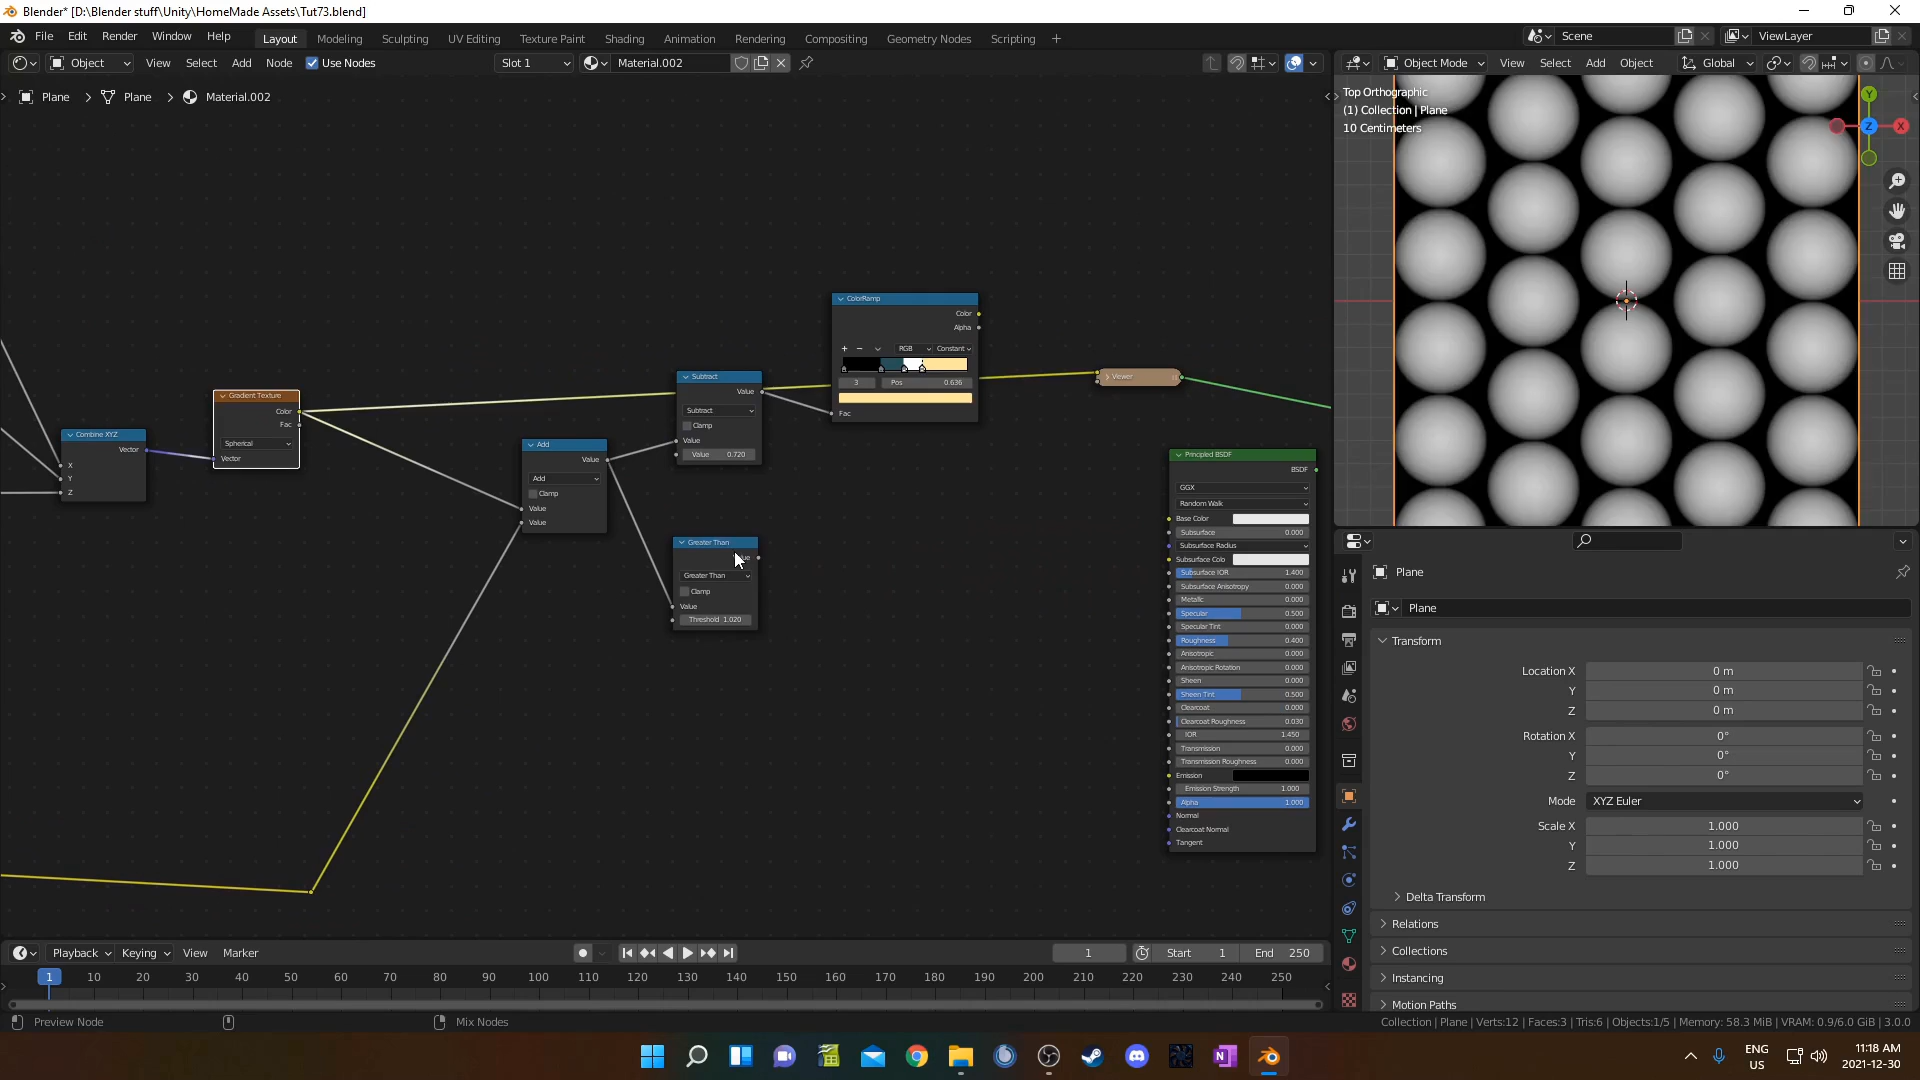 Blender* [D:\Blender stuff\Unity\HomeMade Assets\Tut73.blend]
File Edit Render Window Help Layout Modeling Sculpting UV Editing Texture Paint Shading Animation Rendering Compositing Geometry Nodes Scripting + Scene ViewLayer
Object View Select Add Node Use Nodes Slot 1 Material.002
Object Mode View Select Add Object Global
Plane > Plane > Material.002
Top Orthographic
(1) Collection | Plane
10 Centimeters
Y
X
Z
ColorRamp
Color
Alpha
+ − RGB Constant
3 Pos 0.636
Fac
Viewer
Subtract
Value
Subtract
Clamp
Value
Value 0.720
Gradient Texture
Color
Fac
Spherical
Vector
Combine XYZ
Vector
X
Y
Z
Add
Value
Add
Clamp
Value
Value
Greater Than
Greater Than
Clamp
Value
Threshold 1.020
Principled BSDF
BSDF
GGX
Random Walk
Base Color
Subsurface 0.000
Subsurface Radius
Subsurface Colo
Subsurface IOR 1.400
Subsurface Anisotropy 0.000
Metallic 0.000
Specular 0.500
Specular Tint 0.000
Roughness 0.400
Anisotropic 0.000
Anisotropic Rotation 0.000
Sheen 0.000
Sheen Tint 0.500
Clearcoat 0.000
Clearcoat Roughness 0.030
IOR 1.450
Transmission 0.000
Transmission Roughness 0.000
Emission
Emission Strength 1.000
Alpha 1.000
Normal
Clearcoat Normal
Tangent
Plane
Plane
Transform
Location X 0 m
Y 0 m
Z 0 m
Rotation X 0°
Y 0°
Z 0°
Mode XYZ Euler
Scale X 1.000
Y 1.000
Z 1.000
Delta Transform
Relations
Collections
Instancing
Motion Paths
Playback Keying View Marker 1 Start 1 End 250
1 10 20 30 40 50 60 70 80 90 100 110 120 130 140 150 160 170 180 190 200 210 220 230 240 250
Preview Node Mix Nodes
Collection | Plane | Verts:12 | Faces:3 | Tris:6 | Objects:1/5 | Memory: 58.3 MiB | VRAM: 0.9/6.0 GiB | 3.0.0
ENG
US
11:18 AM
2021-12-30